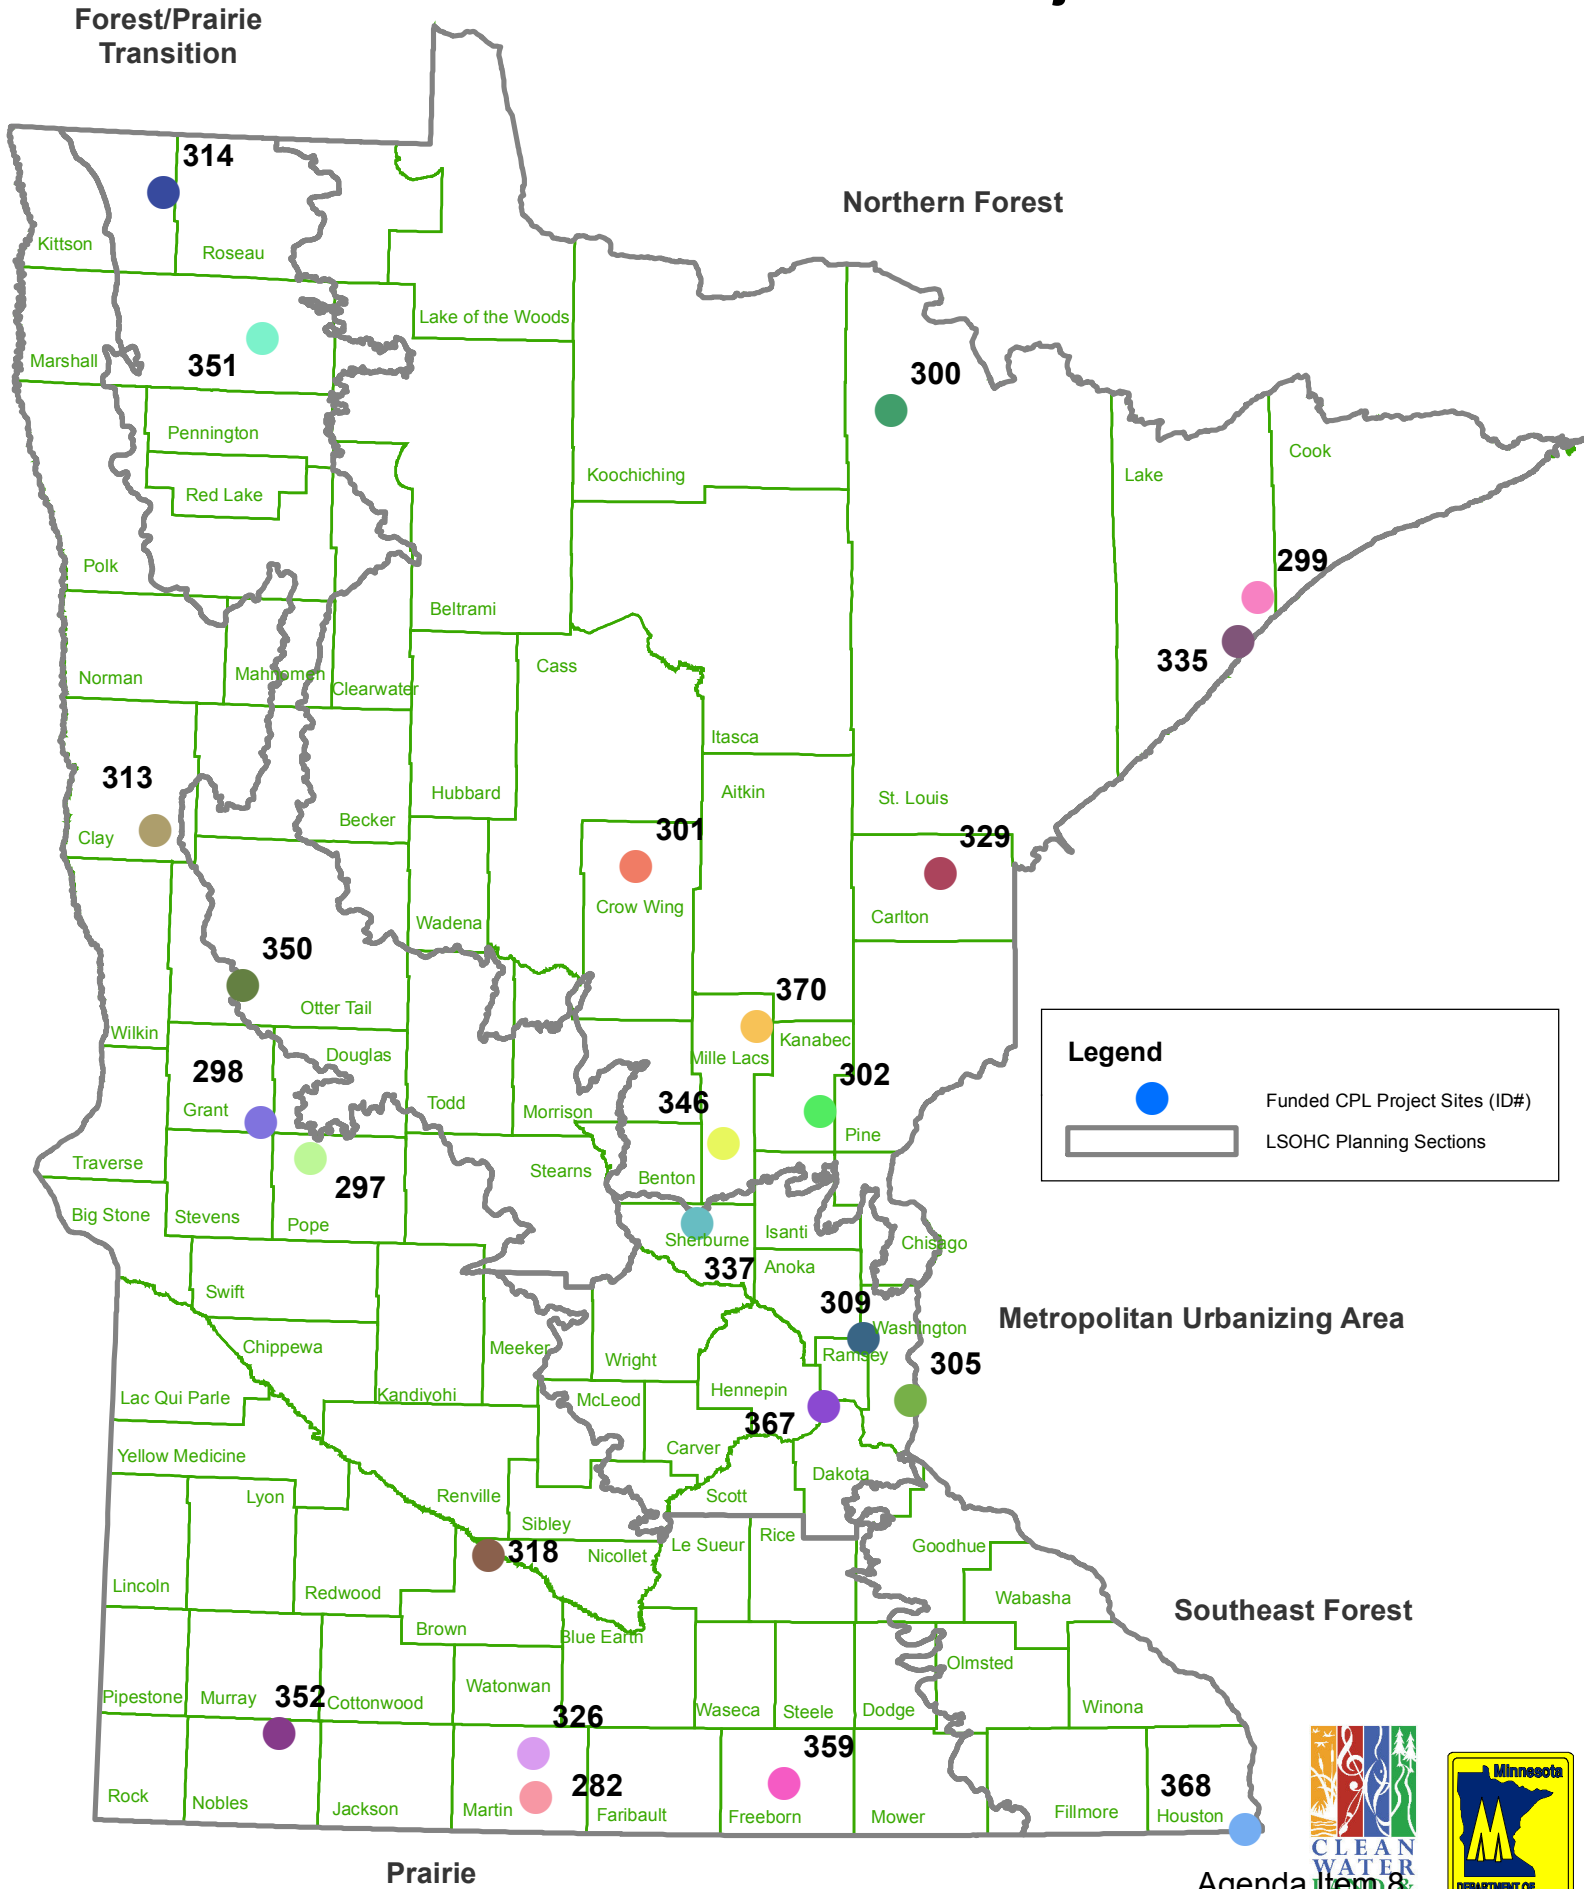 Forest/Prairie
Transition
314
Northern Forest
Kittson
Roseau
Lake of the Woods
Marshall
351
300
Pennington
Cook
Koochiching
Lake
Red Lake
299
Polk
Beltrami
335
Cass
Norman
Mahnomen
Clearwater
Itasca
313
Hubbard
Aitkin
St. Louis
Becker
301
329
Clay
Crow Wing
Carlton
Wadena
350
370
Otter Tail
Wilkin
Kanabec
Legend
Douglas
Mille Lacs
298
302
Funded CPL Project Sites (ID#)
346
Todd
Grant
Morrison
Pine
LSOHC Planning Sections
Traverse
Stearns
Benton
297
Big Stone
Stevens
Pope
Isanti
Sherburne
Chisago
337
Anoka
Swift
309
Metropolitan Urbanizing Area
Washington
Chippewa
Meeker
Ramsey
Wright
305
Hennepin
Lac Qui Parle
Kandiyohi
McLeod
367
Carver
Yellow Medicine
Dakota
Lyon
Renville
Scott
Sibley
Rice
Le Sueur
Goodhue
318
Nicollet
Lincoln
Redwood
Wabasha
Southeast Forest
Brown
Blue Earth
Olmsted
Watonwan
Pipestone
Murray
352
Cottonwood
Waseca
Steele
Dodge
Winona
326
359
Minnesota
282
368
Rock
Nobles
Jackson
Martin
Faribault
Freeborn
Mower
Fillmore
Houston
CLEAN
WATER
Prairie
Agenda Item 8
DEPARTMENT OF